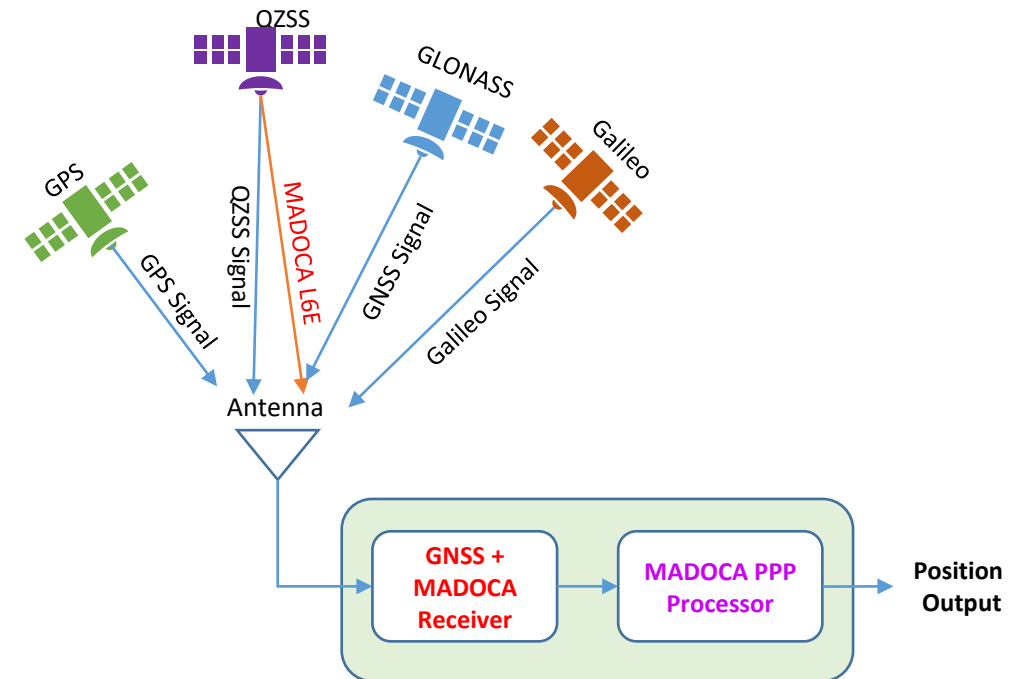 QZSS
GLONASS
Galileo
GPS
GPS Signal
QZSS Signal
MADOCA L6E
GNSS Signal
Galileo Signal
Antenna
GNSS +
MADOCA
Receiver
MADOCA PPP
Processor
Position
Output